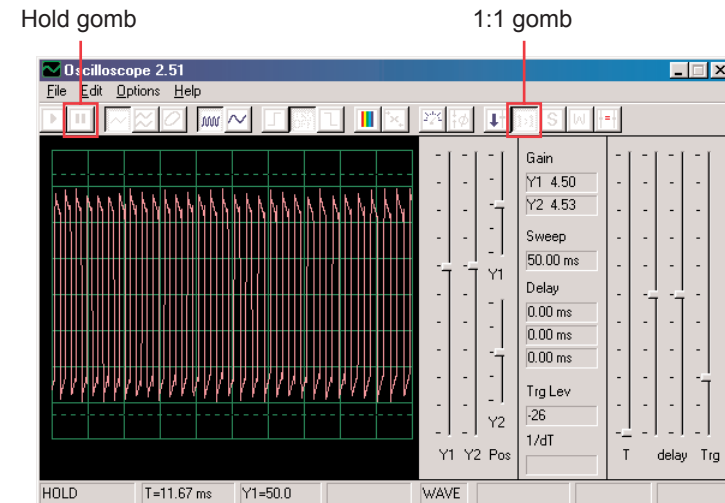 Hold gomb
1:1 gomb
Oscilloscope 2.51
File Edit Options Help
S W
Gain
Y1 4.50
Y2 4.53
Sweep
50.00 ms
Y1
Delay
0.00 ms
0.00 ms
0.00 ms
Trg Lev
-26
Y2
1/dT
Y1 Y2 Pos
T delay Trg
HOLD T=11.67 ms Y1=50.0 WAVE